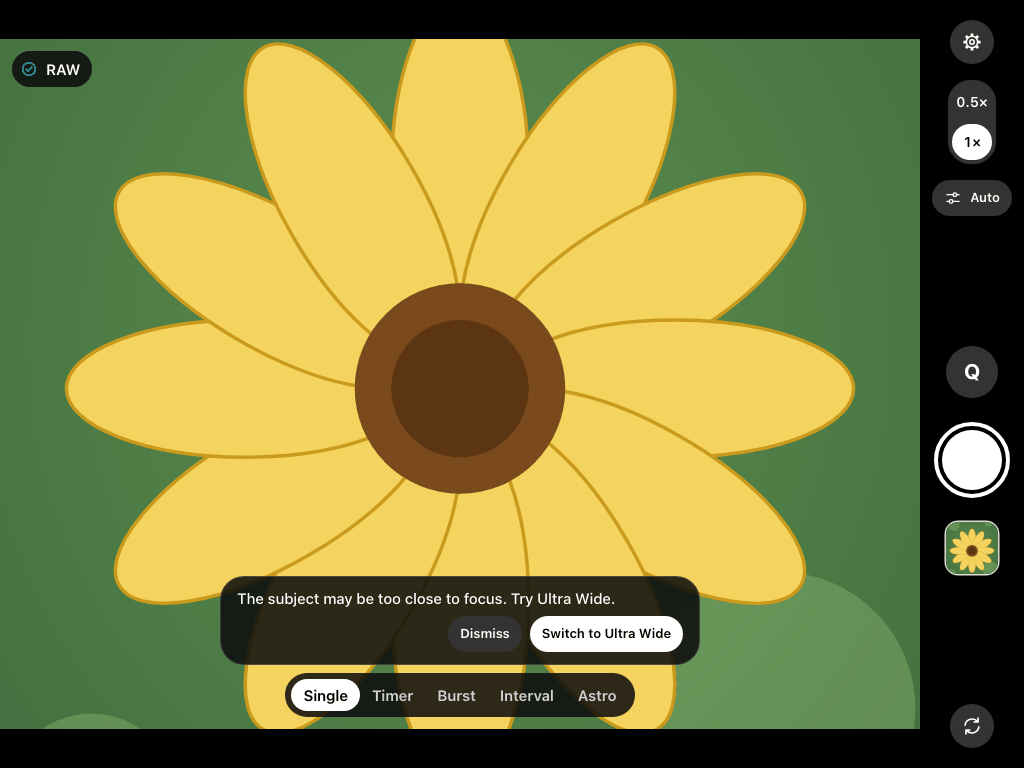 RAW
0.5×
1×
Auto
Q
The subject may be too close to focus. Try Ultra Wide.
Dismiss
Switch to Ultra Wide
Single
Timer
Burst
Interval
Astro